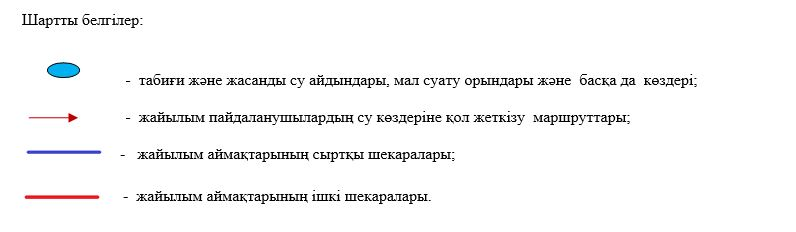 Шартты белгілер:
- табиғи және жасанды су айдындары, мал суату орындары және басқа да көздері;
- жайылым пайдаланушылардың су көздеріне қол жеткізу маршруттары;
- жайылым аймақтарының сыртқы шекаралары;
- жайылым аймақтарының ішкі шекаралары.